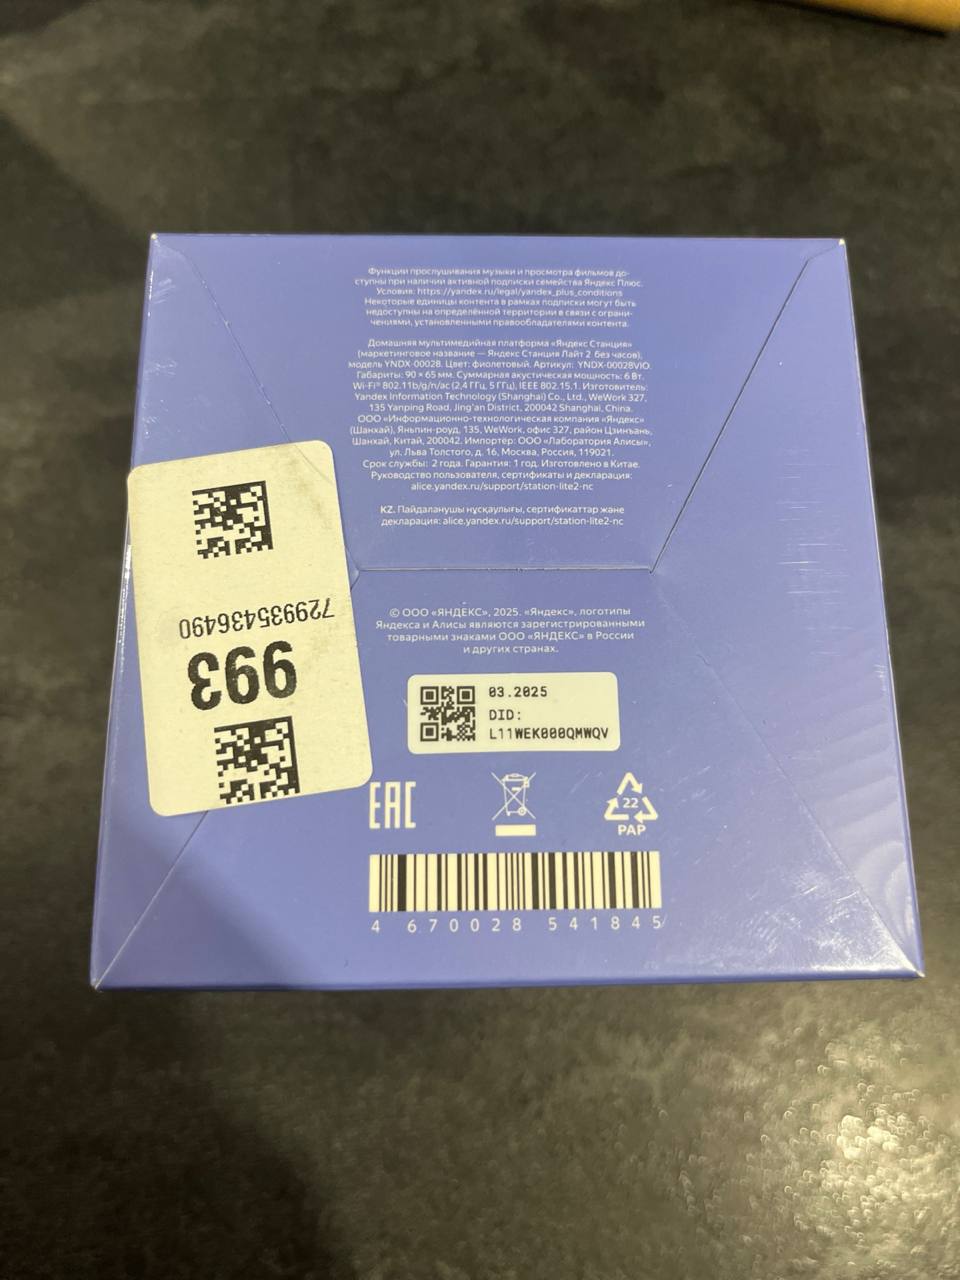 Функции прослушивания музыки и просмотра фильмов до-
ступны при наличии активной подписки семейства Яндекс Плюс.
Условия: https://yandex.ru/legal/yandex_plus_conditions
Некоторые единицы контента в рамках подписки могут быть
недоступны на определённой территории в связи с ограни-
чениями, установленными правообладателями контента.
Домашняя мультимедийная платформа «Яндекс Станция»
(маркетинговое название — Яндекс Станция Лайт 2 без часов),
модель YNDX-00028. Цвет: фиолетовый. Артикул: YNDX-00028VIO.
Габариты: 90 × 65 мм. Суммарная акустическая мощность: 6 Вт.
Wi-Fi® 802.11b/g/n/ac (2,4 ГГц, 5 ГГц), IEEE 802.15.1. Изготовитель:
Yandex Information Technology (Shanghai) Co., Ltd., WeWork 327,
135 Yanping Road, Jing'an District, 200042 Shanghai, China.
ООО «Информационно-технологическая компания «Яндекс»
(Шанхай), Яньпин-роуд, 135, WeWork, офис 327, район Цзинъань,
Шанхай, Китай, 200042. Импортёр: ООО «Лаборатория Алисы»,
ул. Льва Толстого, д. 16, Москва, Россия, 119021.
Срок службы: 2 года. Гарантия: 1 год. Изготовлено в Китае.
Руководство пользователя, сертификаты и декларация:
alice.yandex.ru/support/station-lite2-nc
KZ. Пайдаланушы нұсқаулығы, сертификаттар және
декларация: alice.yandex.ru/support/station-lite2-nc
729935436490
993
© ООО «ЯНДЕКС», 2025. «Яндекс», логотипы
Яндекса и Алисы являются зарегистрированными
товарными знаками ООО «ЯНДЕКС» в России
и других странах.
03.2025
DID:
L11WEK000QMWQV
EAC
22
PAP
4 670028 541845